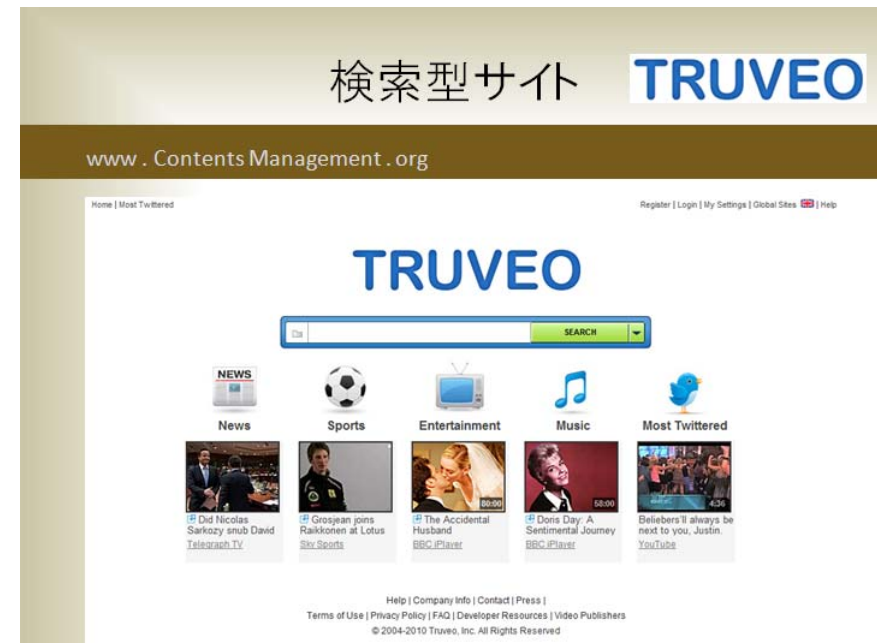 検索型サイト TRUVEO
www . Contents Management . org
Home | Most Twittered
Register | Login | My Settings | Global Sites | Help
TRUVEO
SEARCH
NEWS
News Sports Entertainment Music Most Twittered
80:00 58:00 4:36
Did Nicolas Sarkozy snub David
Telegraph TV
Grosjean joins Raikkonen at Lotus
Sky Sports
The Accidental Husband
BBC iPlayer
Doris Day: A Sentimental Journey
BBC iPlayer
Beliebers'll always be next to you, Justin.
YouTube
Help | Company Info | Contact | Press |
Terms of Use | Privacy Policy | FAQ | Developer Resources | Video Publishers
© 2004-2010 Truveo, Inc. All Rights Reserved